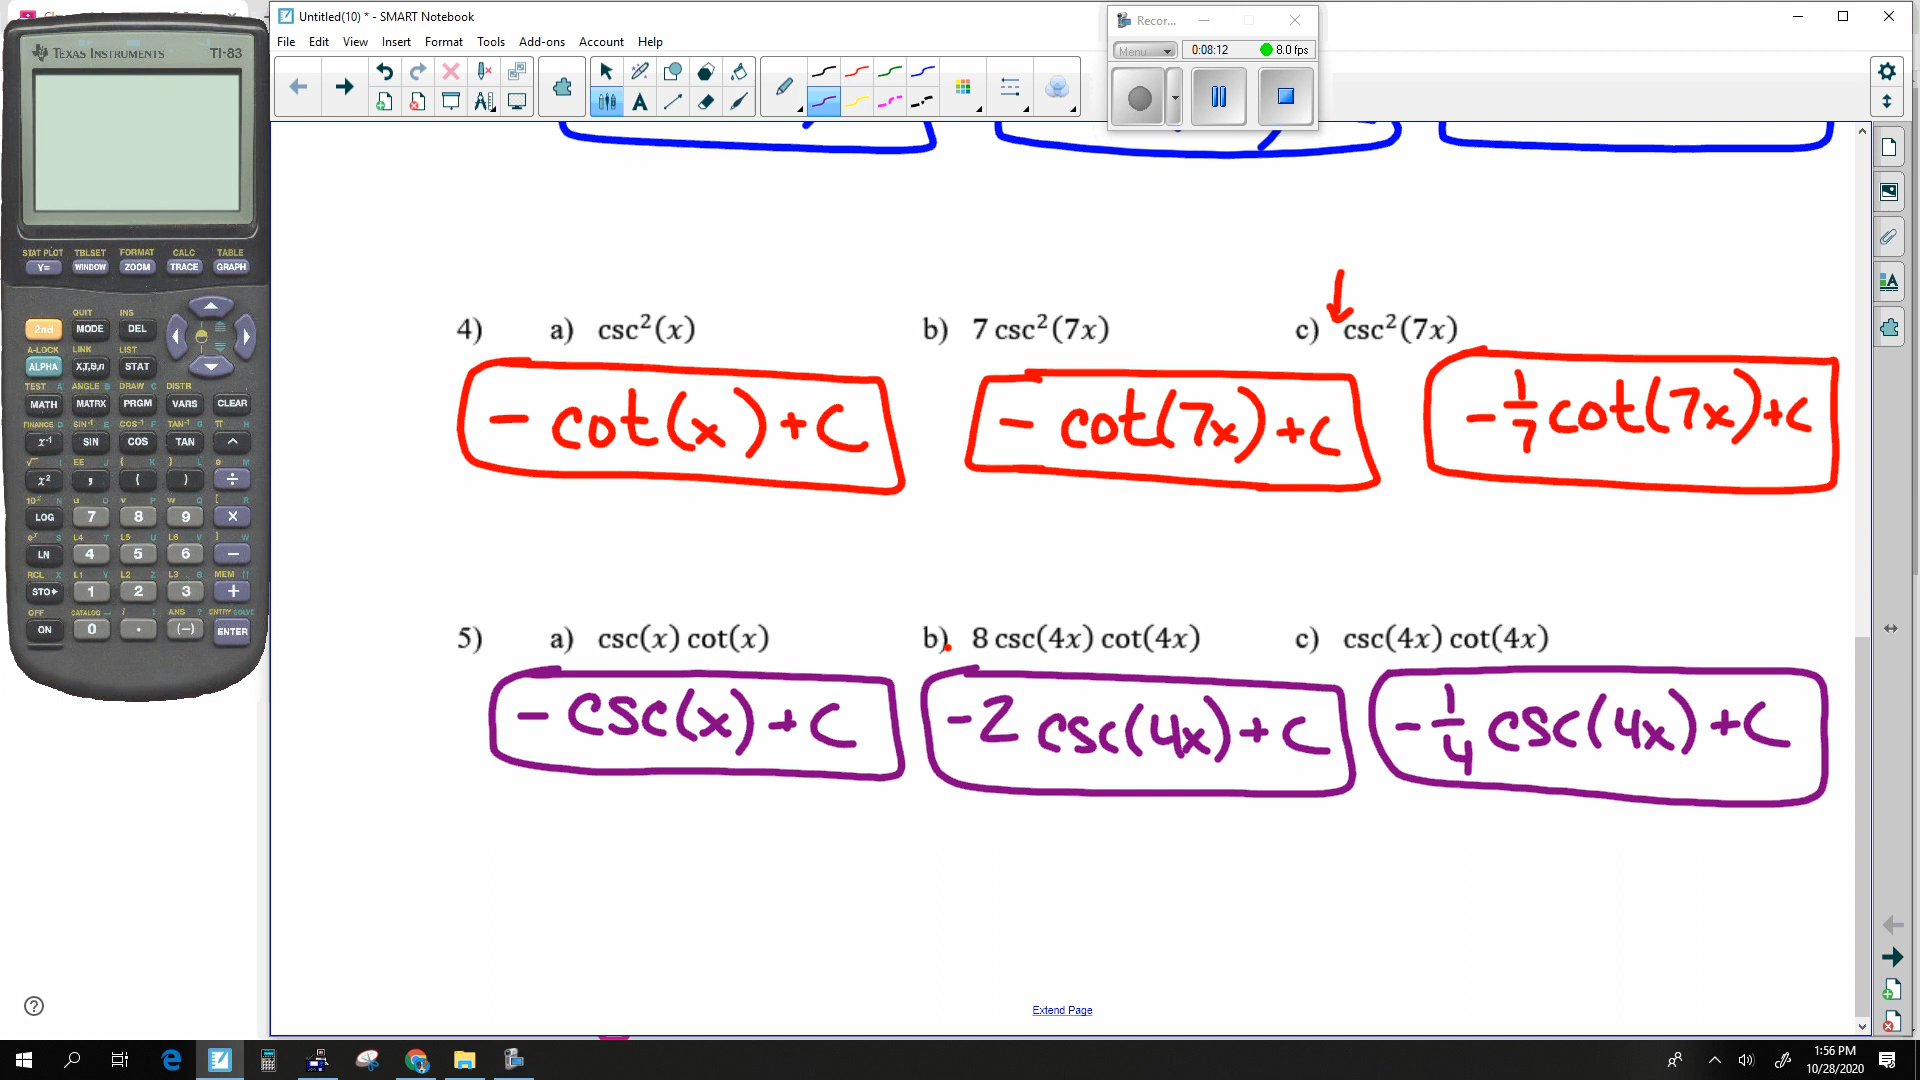 Untitled(10) * - SMART Notebook
File Edit View Insert Format Tools Add-ons Account Help
Recor...
Menu 0:08:12 8.0 fps
TEXAS INSTRUMENTS TI-83
STAT PLOT TBLSET FORMAT CALC TABLE
Y= WINDOW ZOOM TRACE GRAPH
QUIT INS
2nd MODE DEL
A-LOCK LINK LIST
ALPHA X,T,θ,n STAT
TEST A ANGLE B DRAW C DISTR
MATH MATRX PRGM VARS CLEAR
FINANCE D SIN⁻¹ E COS⁻¹ F TAN⁻¹ G π H
x⁻¹ SIN COS TAN ^
√ I EE J { K } L e M
x² , ( ) ÷
10ˣ N u O v P w Q [ R
LOG 7 8 9 ×
eˣ S L4 T L5 U L6 V ] W
LN 4 5 6 −
RCL X L1 Y L2 Z L3 θ MEM "
STO▸ 1 2 3 +
OFF CATALOG i : ANS ? ENTRY SOLVE
ON 0 . (−) ENTER
4) a) csc²(x) b) 7 csc²(7x) c) csc²(7x)
- cot(x) + C - cot(7x) + C -1/7 cot(7x) + C
5) a) csc(x) cot(x) b) 8 csc(4x) cot(4x) c) csc(4x) cot(4x)
- csc(x) + C -2 csc(4x) + C -1/4 csc(4x) + C
Extend Page
1:56 PM
10/28/2020